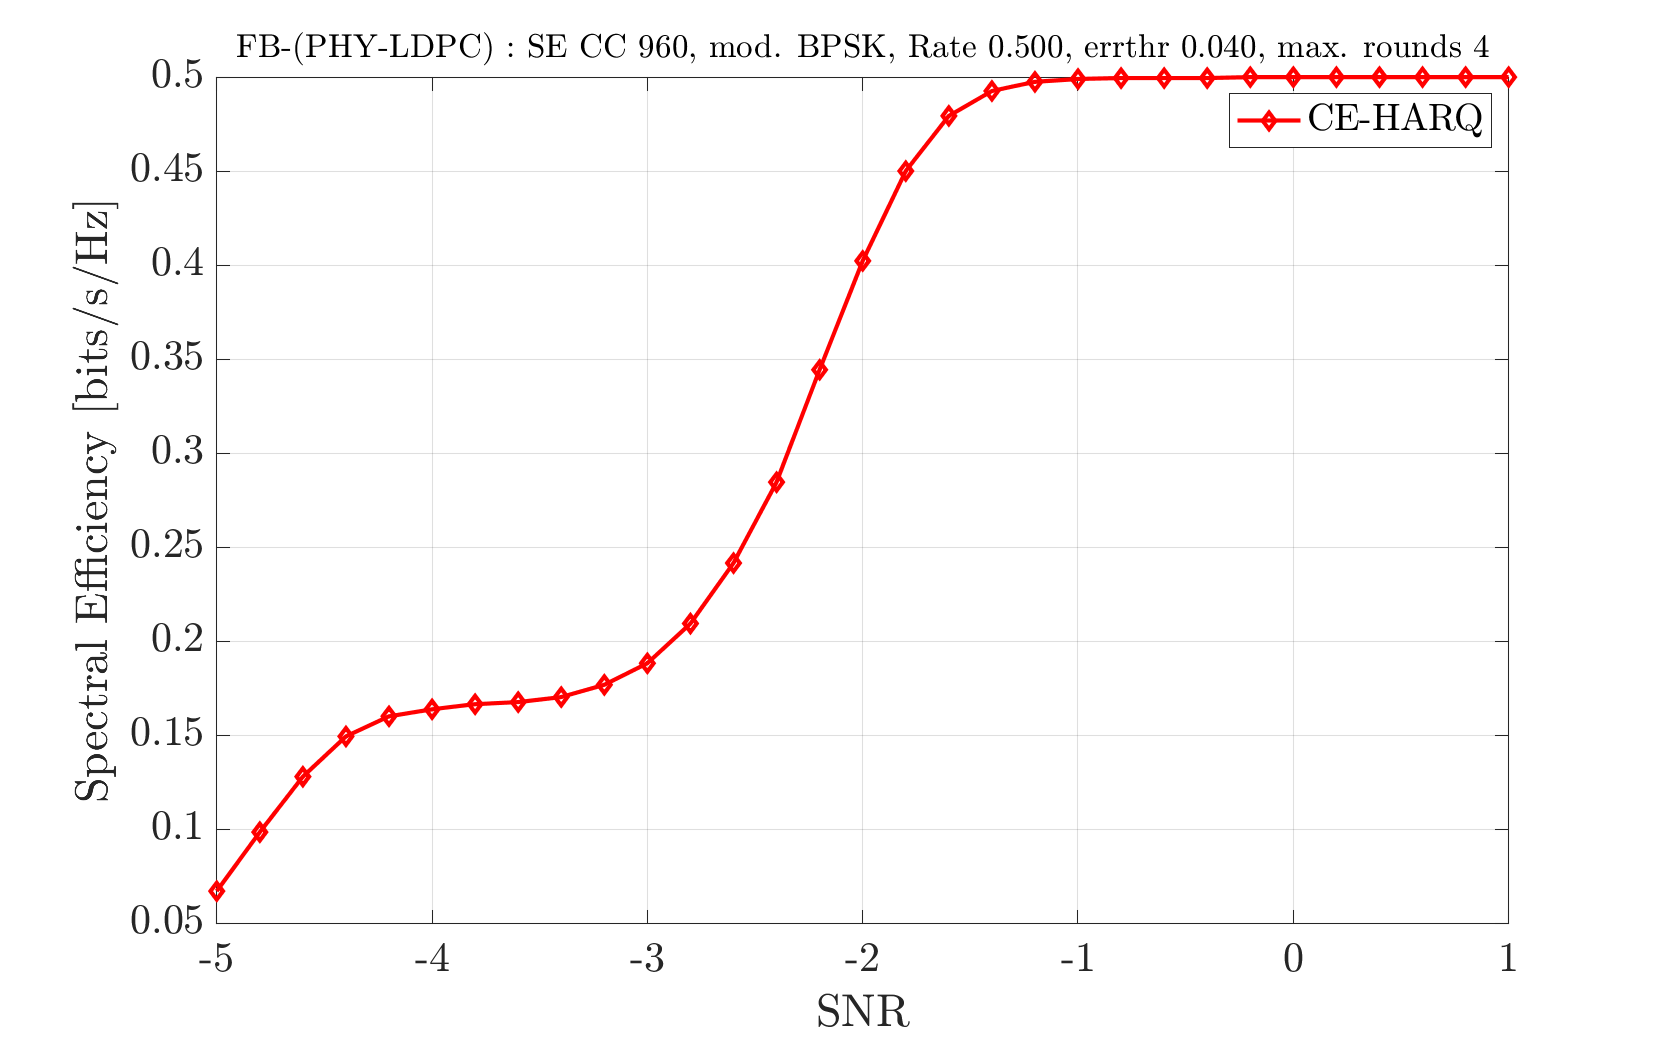 FB-(PHY-LDPC) : SE CC 960, mod. BPSK, Rate 0.500, errthr 0.040, max. rounds 4
CE-HARQ
Spectral Efficiency [bits/s/Hz]
0.5
0.45
0.4
0.35
0.3
0.25
0.2
0.15
0.1
0.05
-5 -4 -3 -2 -1 0 1
SNR